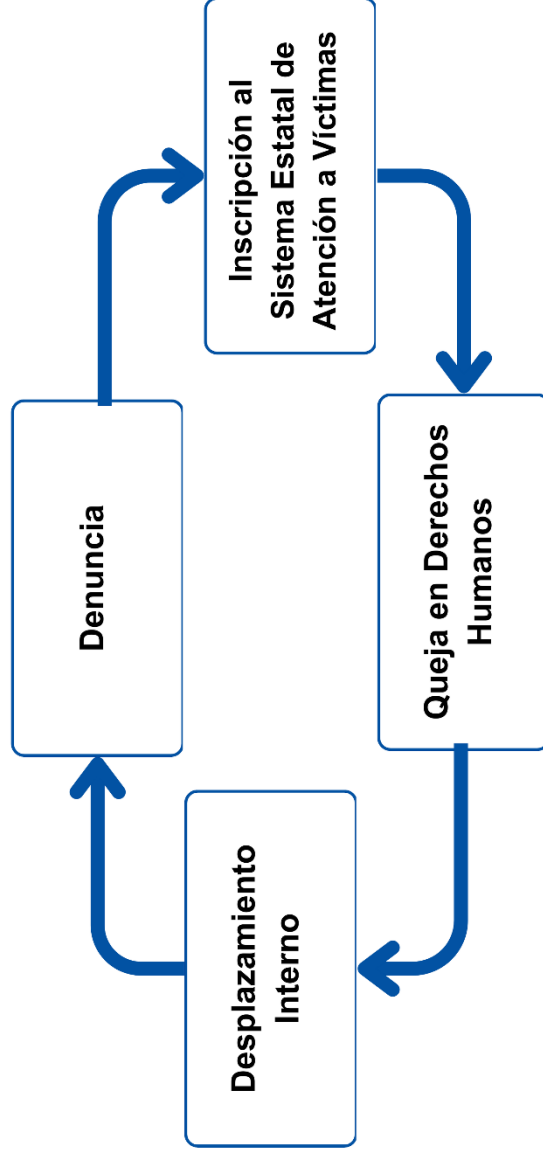 Denuncia
Inscripción al
Sistema Estatal de
Atención a Víctimas
Queja en Derechos
Humanos
Desplazamiento
Interno